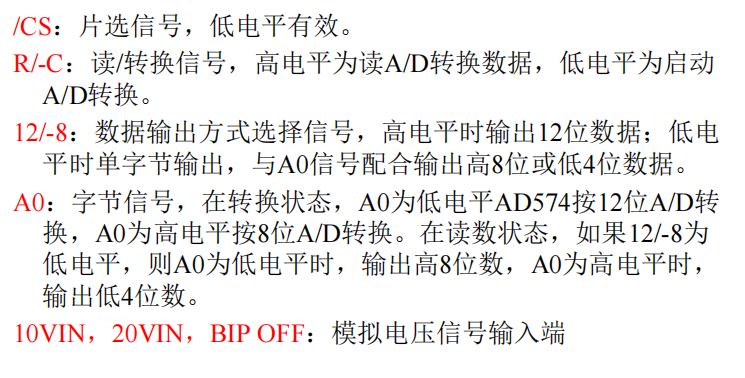 /CS：片选信号，低电平有效。
R/-C：读/转换信号，高电平为读A/D转换数据，低电平为启动
A/D转换。
12/-8：数据输出方式选择信号，高电平时输出12位数据；低电
平时单字节输出，与A0信号配合输出高8位或低4位数据。
A0：字节信号，在转换状态，A0为低电平AD574按12位A/D转
换，A0为高电平按8位A/D转换。在读数状态，如果12/-8为
低电平，则A0为低电平时，输出高8位数，A0为高电平时，
输出低4位数。
10VIN，20VIN，BIP OFF：模拟电压信号输入端